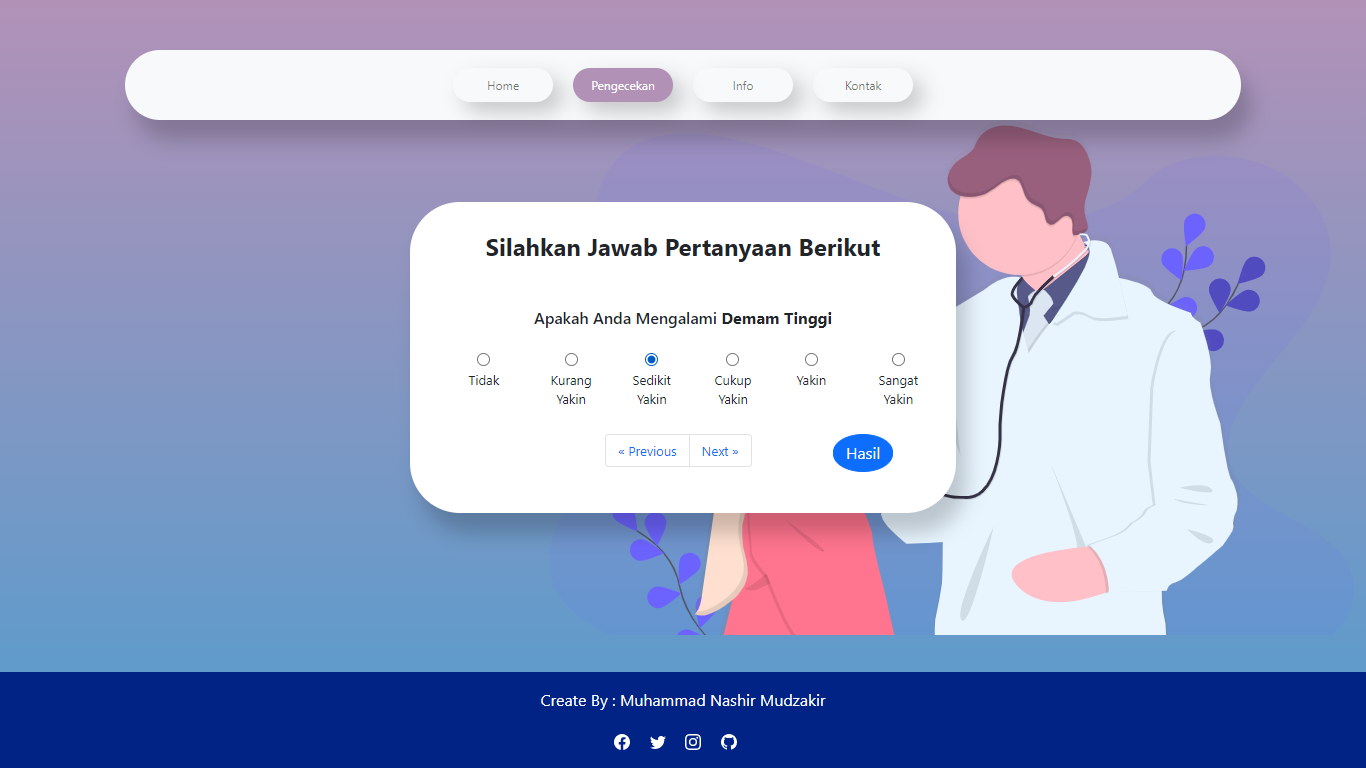 Home Pengecekan Info Kontak
Silahkan Jawab Pertanyaan Berikut
Apakah Anda Mengalami Demam Tinggi
Tidak
Kurang
Yakin
Sedikit
Yakin
Cukup
Yakin
Yakin
Sangat
Yakin
« Previous Next » Hasil
Create By : Muhammad Nashir Mudzakir